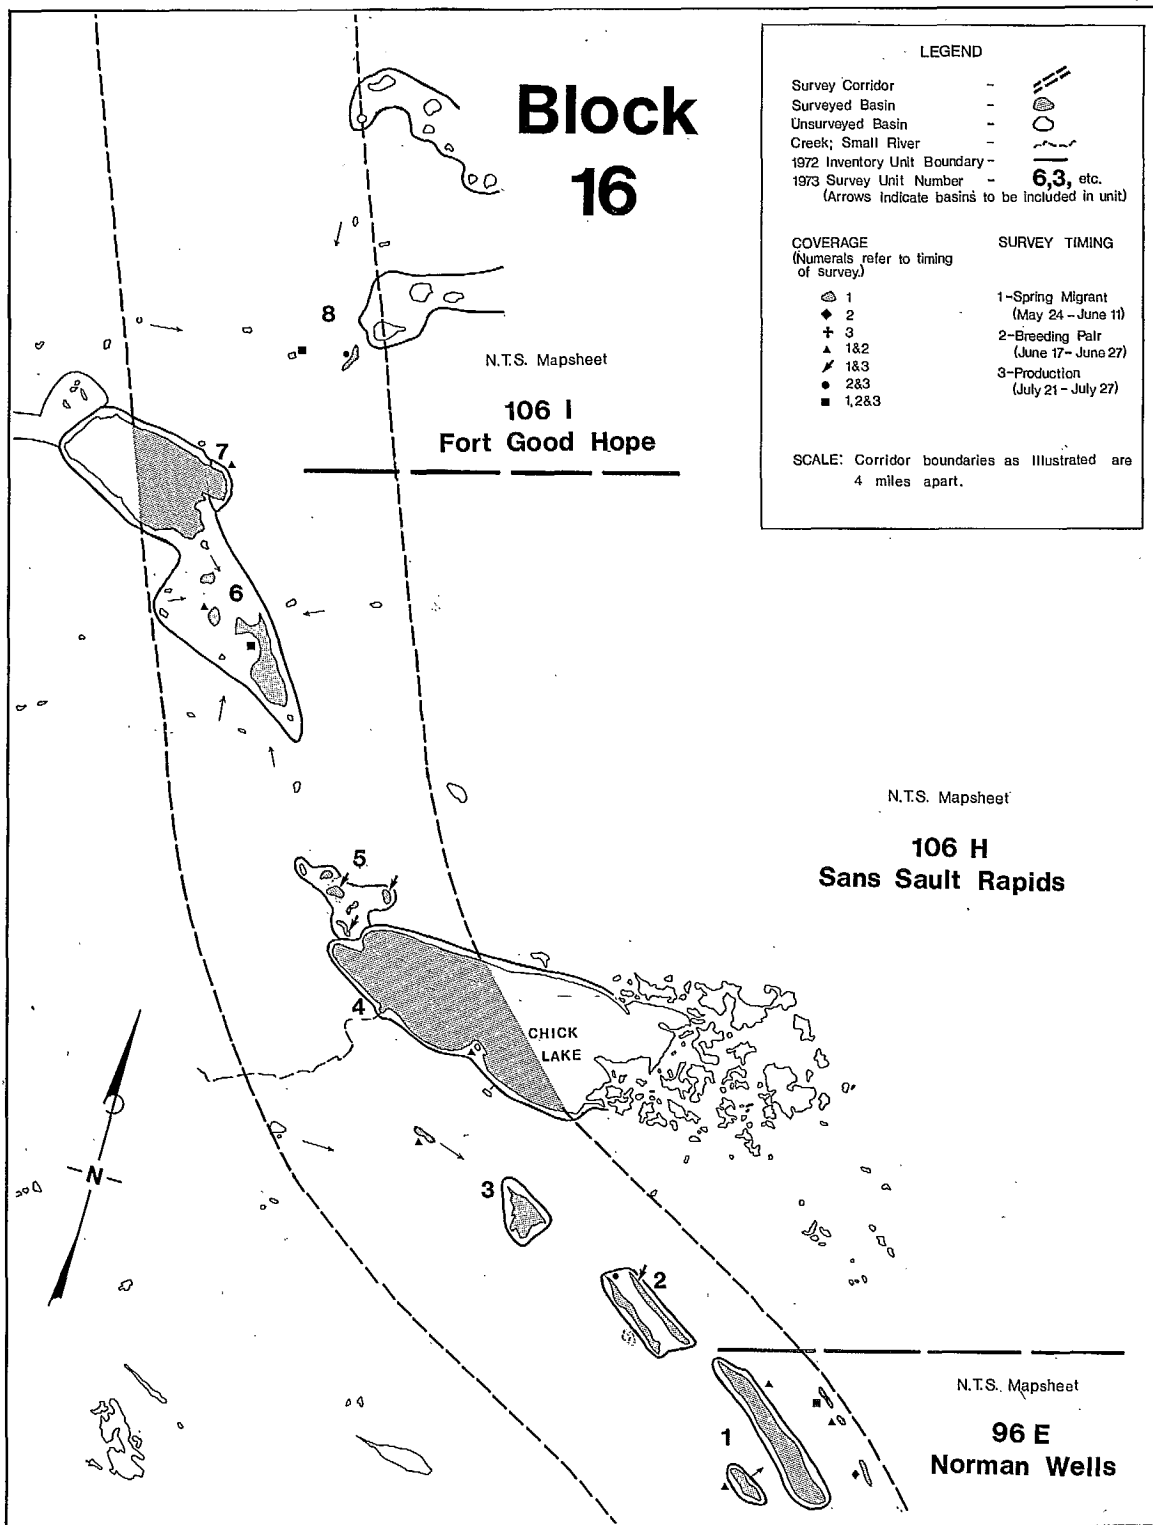 Block
16
LEGEND
Survey Corridor -
Surveyed Basin -
Unsurveyed Basin -
Creek; Small River -
1972 Inventory Unit Boundary -
1973 Survey Unit Number - 6,3, etc.
(Arrows indicate basins to be included in unit)
COVERAGE
(Numerals refer to timing
of survey.)
1
2
3
1&2
1&3
2&3
1,2&3
SURVEY TIMING
1-Spring Migrant
(May 24 - June 11)
2-Breeding Pair
(June 17 - June 27)
3-Production
(July 21 - July 27)
SCALE: Corridor boundaries as illustrated are
4 miles apart.
8
N.T.S. Mapsheet
106 I
Fort Good Hope
7
6
N.T.S. Mapsheet
106 H
Sans Sault Rapids
5
4
CHICK
LAKE
N
3
2
N.T.S. Mapsheet
96 E
Norman Wells
1